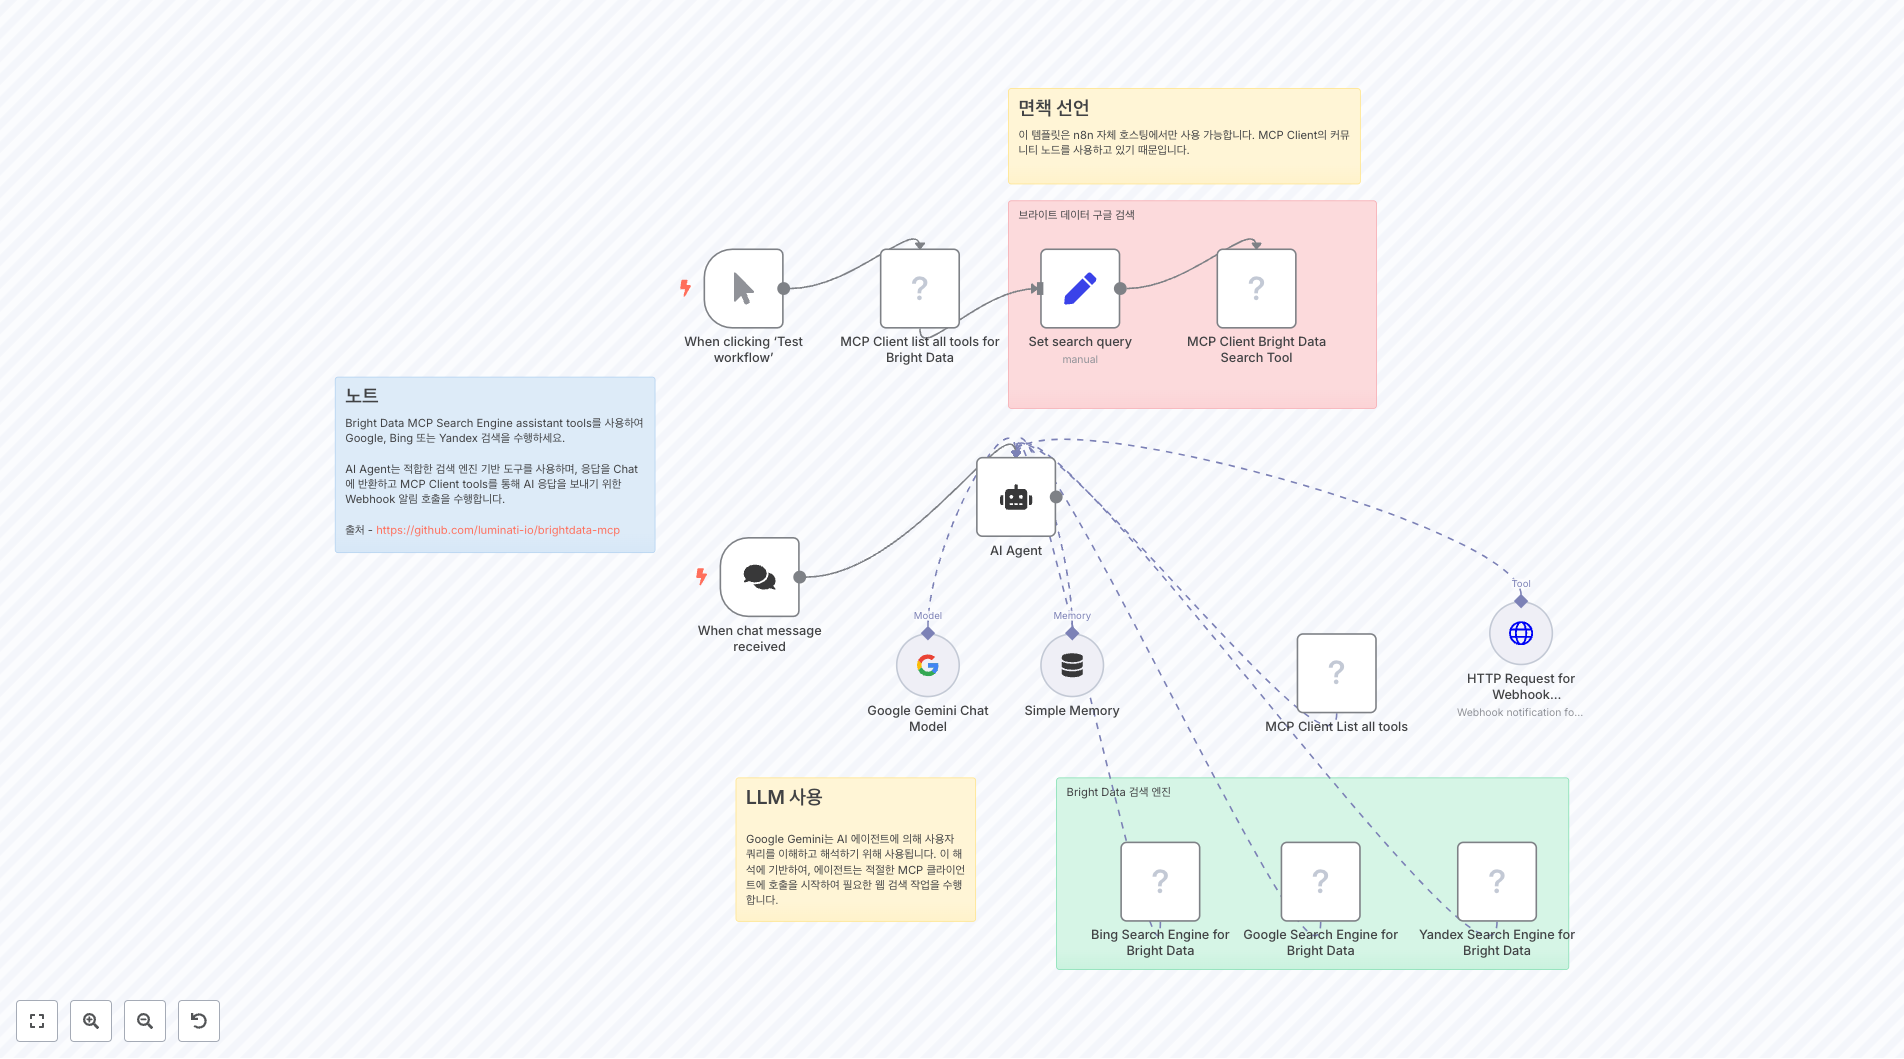 면책 선언
이 템플릿은 n8n 자체 호스팅에서만 사용 가능합니다. MCP Client의 커뮤
니티 노드를 사용하고 있기 때문입니다.
브라이트 데이터 구글 검색
?
?
When clicking ‘Test
workflow’
MCP Client list all tools for
Bright Data
Set search query
manual
MCP Client Bright Data
Search Tool
노트
Bright Data MCP Search Engine assistant tools를 사용하여
Google, Bing 또는 Yandex 검색을 수행하세요.
AI Agent는 적합한 검색 엔진 기반 도구를 사용하며, 응답을 Chat
에 반환하고 MCP Client tools를 통해 AI 응답을 보내기 위한
Webhook 알림 호출을 수행합니다.
출처 - https://github.com/luminati-io/brightdata-mcp
AI Agent
When chat message
received
Model
Memory
Tool
G
?
Google Gemini Chat
Model
Simple Memory
MCP Client List all tools
HTTP Request for
Webhook...
Webhook notification fo...
LLM 사용
Google Gemini는 AI 에이전트에 의해 사용자
쿼리를 이해하고 해석하기 위해 사용됩니다. 이 해
석에 기반하여, 에이전트는 적절한 MCP 클라이언
트에 호출을 시작하여 필요한 웹 검색 작업을 수행
합니다.
Bright Data 검색 엔진
?
?
?
Bing Search Engine for
Bright Data
Google Search Engine for
Bright Data
Yandex Search Engine for
Bright Data